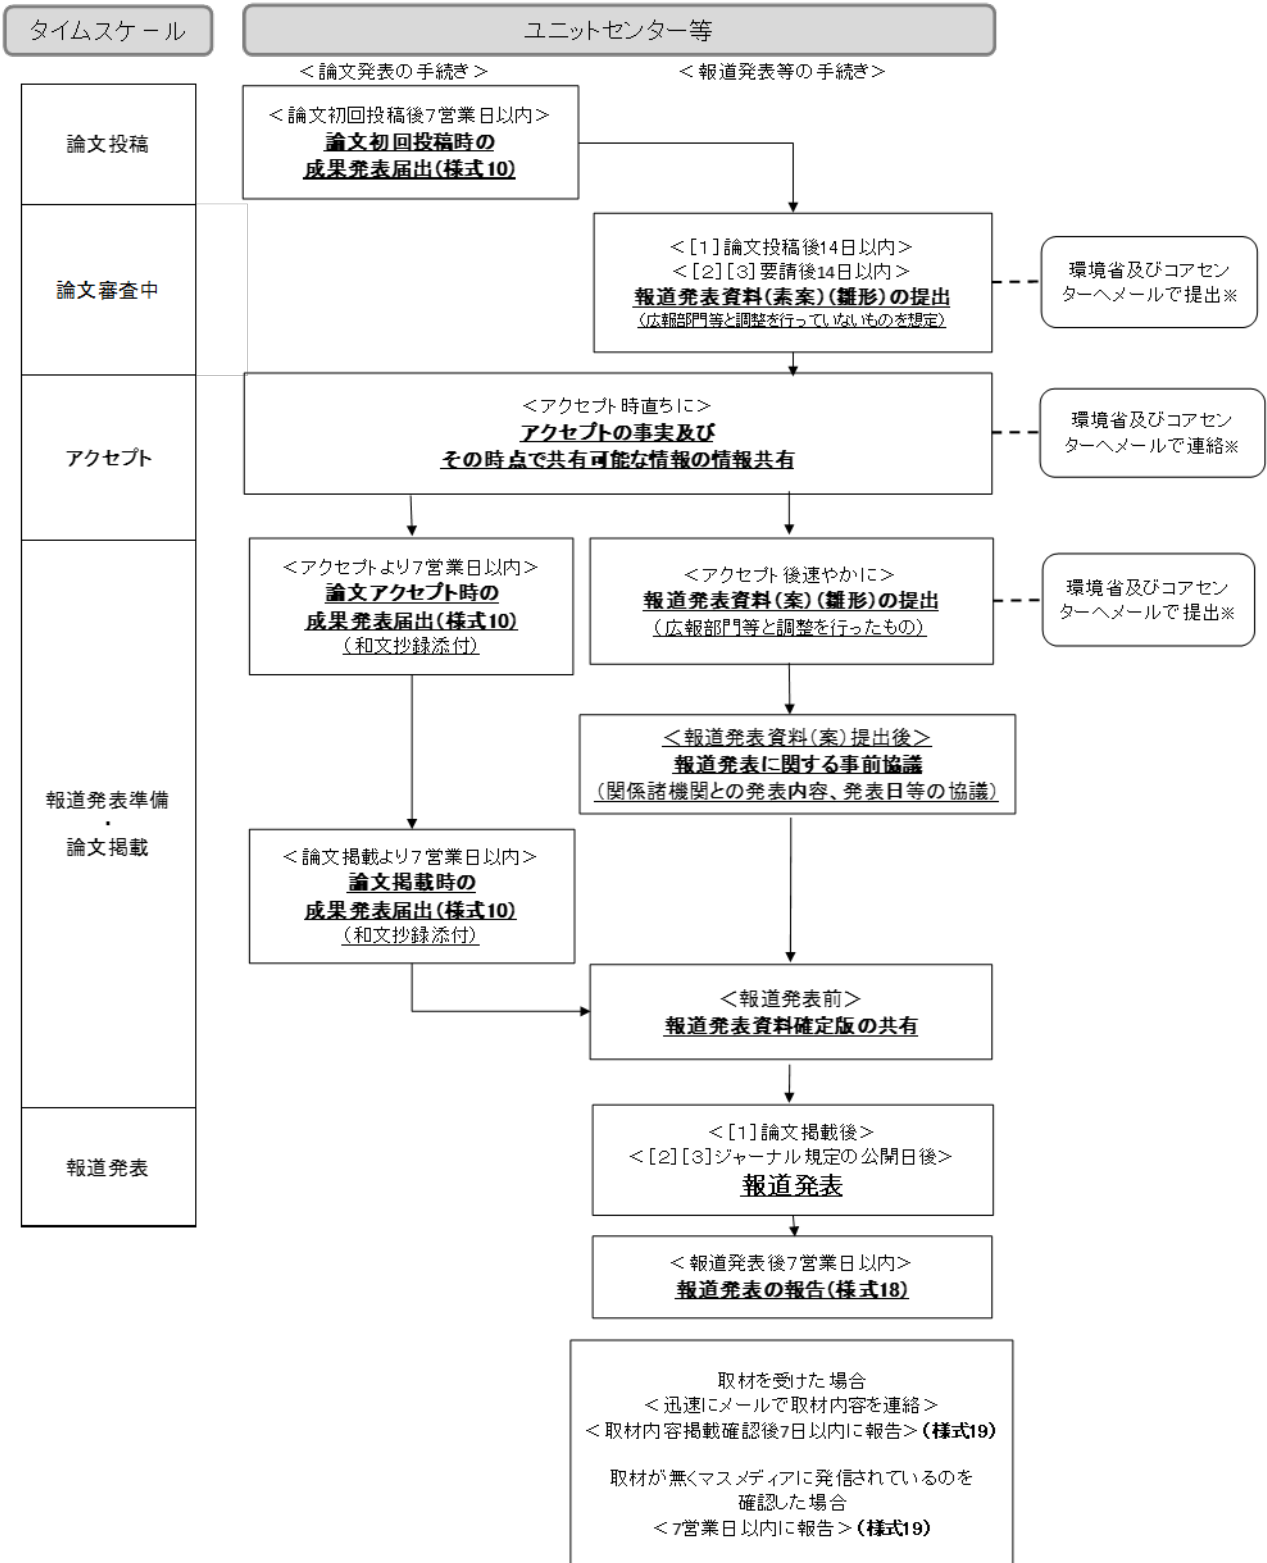 タイムスケール
ユニットセンター等
＜論文発表の手続き＞
＜報道発表等の手続き＞
論文投稿
＜論文初回投稿後7営業日以内＞
論文初回投稿時の
成果発表届出(様式10)
論文審査中
＜[1]論文投稿後14日以内＞
＜[2][3]要請後14日以内＞
報道発表資料(素案)(雛形)の提出
(広報部門等と調整を行っていないものを想定)
環境省及びコアセン
ターへメールで提出※
アクセプト
＜アクセプト時直ちに＞
アクセプトの事実及び
その時点で共有可能な情報の情報共有
環境省及びコアセン
ターへメールで連絡※
報道発表準備
・
論文掲載
＜アクセプトより7営業日以内＞
論文アクセプト時の
成果発表届出(様式10)
(和文抄録添付)
＜アクセプト後速やかに＞
報道発表資料(案)(雛形)の提出
(広報部門等と調整を行ったもの)
環境省及びコアセン
ターへメールで提出※
＜報道発表資料(案)提出後＞
報道発表に関する事前協議
(関係諸機関との発表内容、発表日等の協議)
＜論文掲載より7営業日以内＞
論文掲載時の
成果発表届出(様式10)
(和文抄録添付)
＜報道発表前＞
報道発表資料確定版の共有
報道発表
＜[1]論文掲載後＞
＜[2][3]ジャーナル規定の公開日後＞
報道発表
＜報道発表後7営業日以内＞
報道発表の報告(様式18)
取材を受けた場合
＜迅速にメールで取材内容を連絡＞
＜取材内容掲載確認後7日以内に報告＞(様式19)
取材が無くマスメディアに発信されているのを
確認した場合
＜7営業日以内に報告＞(様式19)